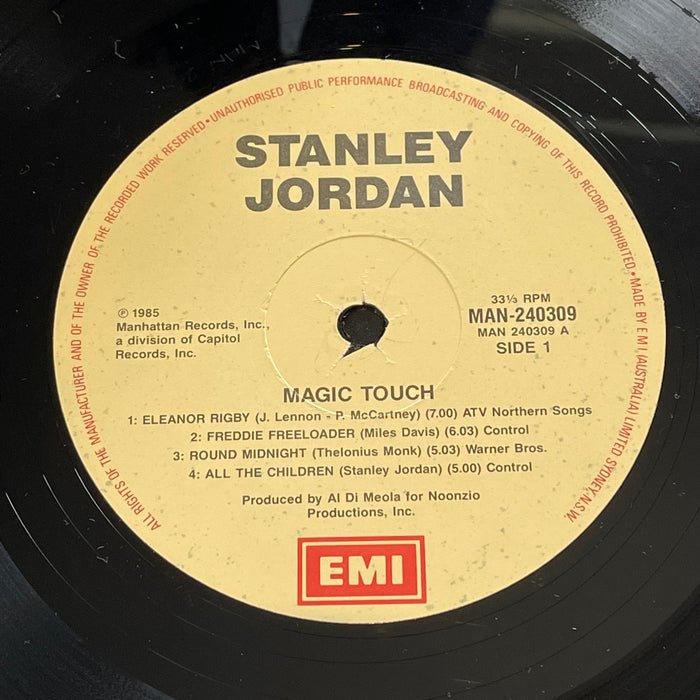 ALL RIGHTS OF THE MANUFACTURER AND OF THE OWNER OF THE RECORDED WORK RESERVED • UNAUTHORISED PUBLIC PERFORMANCE BROADCASTING AND COPYING OF THIS RECORD PROHIBITED • MADE BY E M I (AUSTRALIA) LIMITED SYDNEY, N.S.W.
STANLEY
JORDAN
℗ 1985
Manhattan Records, Inc.,
a division of Capitol
Records, Inc.
33⅓ RPM
MAN-240309
MAN 240309 A
SIDE 1
MAGIC TOUCH
1: ELEANOR RIGBY (J. Lennon - P. McCartney) (7.00) ATV Northern Songs
2: FREDDIE FREELOADER (Miles Davis) (6.03) Control
3: ROUND MIDNIGHT (Thelonius Monk) (5.03) Warner Bros.
4: ALL THE CHILDREN (Stanley Jordan) (5.00) Control
Produced by Al Di Meola for Noonzio
Productions, Inc.
EMI